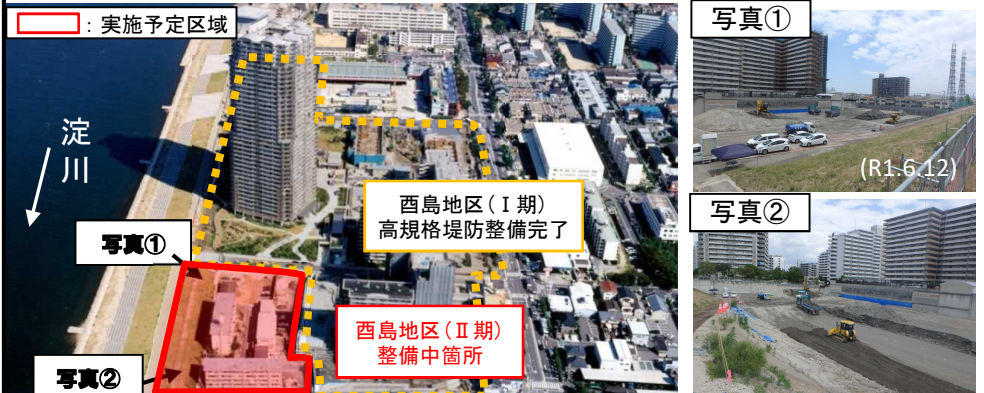 ：実施予定区域
淀川
写真①
写真②
酉島地区（Ⅰ期）
高規格堤防整備完了
酉島地区（Ⅱ期）
整備中箇所
写真①
(R1.6.12)
写真②